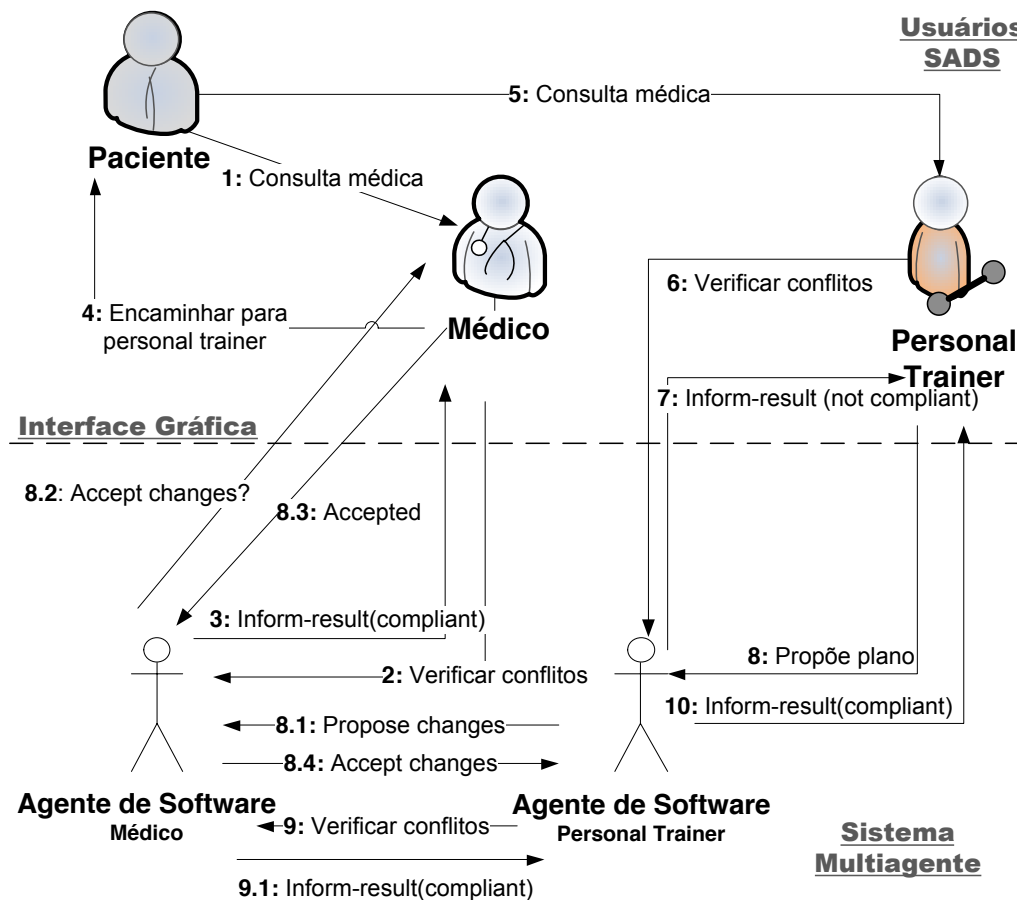 Usuários
SADS
5: Consulta médica
Paciente
1: Consulta médica
6: Verificar conflitos
4: Encaminhar para
personal trainer
Médico
Personal
Trainer
7: Inform-result (not compliant)
Interface Gráfica
8.2: Accept changes?
8.3: Accepted
3: Inform-result(compliant)
2: Verificar conflitos
8: Propõe plano
10: Inform-result(compliant)
8.1: Propose changes
8.4: Accept changes
Agente de Software
Médico
Agente de Software
Personal Trainer
9: Verificar conflitos
9.1: Inform-result(compliant)
Sistema
Multiagente